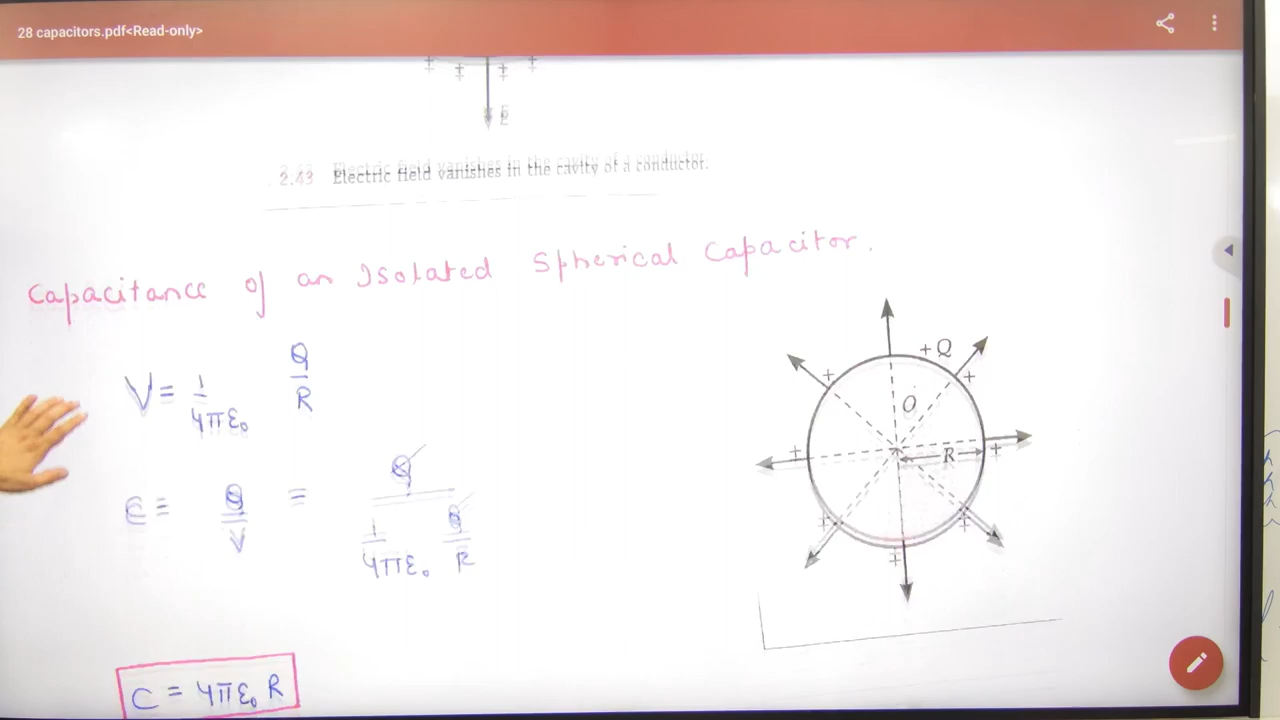 28 capacitors.pdf<Read-only>
+ + + +
E
2.43 Electric field vanishes in the cavity of a conductor.
Capacitance of an Isolated Spherical Capacitor.
V = 1/4πε₀ Q/R
C = Q/V = Q / (1/4πε₀ Q/R)
C = 4πε₀ R
+Q
+ +
O
+ R +
+ +
+